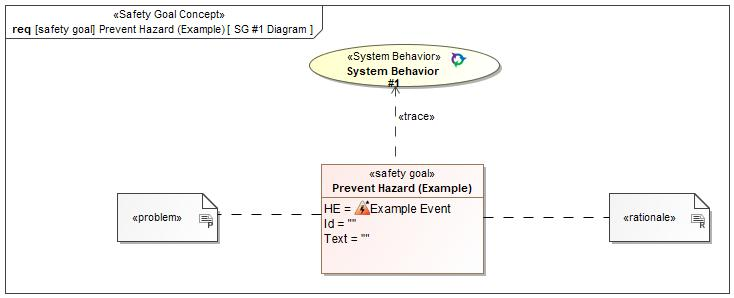 «Safety Goal Concept»
req [safety goal] Prevent Hazard (Example) [ SG #1 Diagram ]
«System Behavior»
System Behavior
#1
«trace»
«safety goal»
Prevent Hazard (Example)
HE = Example Event
Id = ""
Text = ""
«problem»
P
«rationale»
R